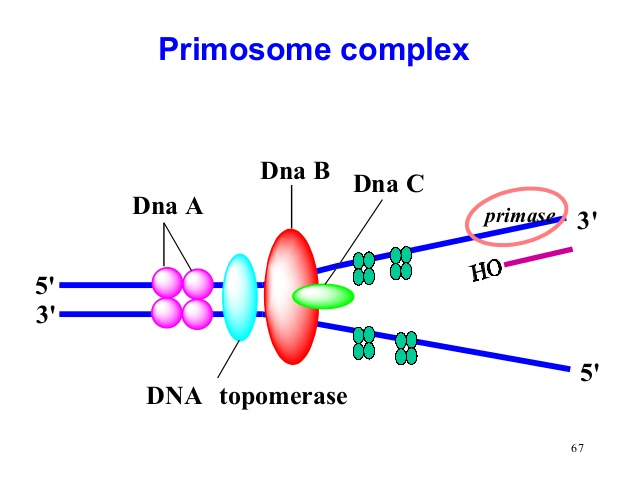 Primosome complex
Dna B
Dna C
Dna A
primase
3'
HO
5'
3'
5'
DNA topomerase
67